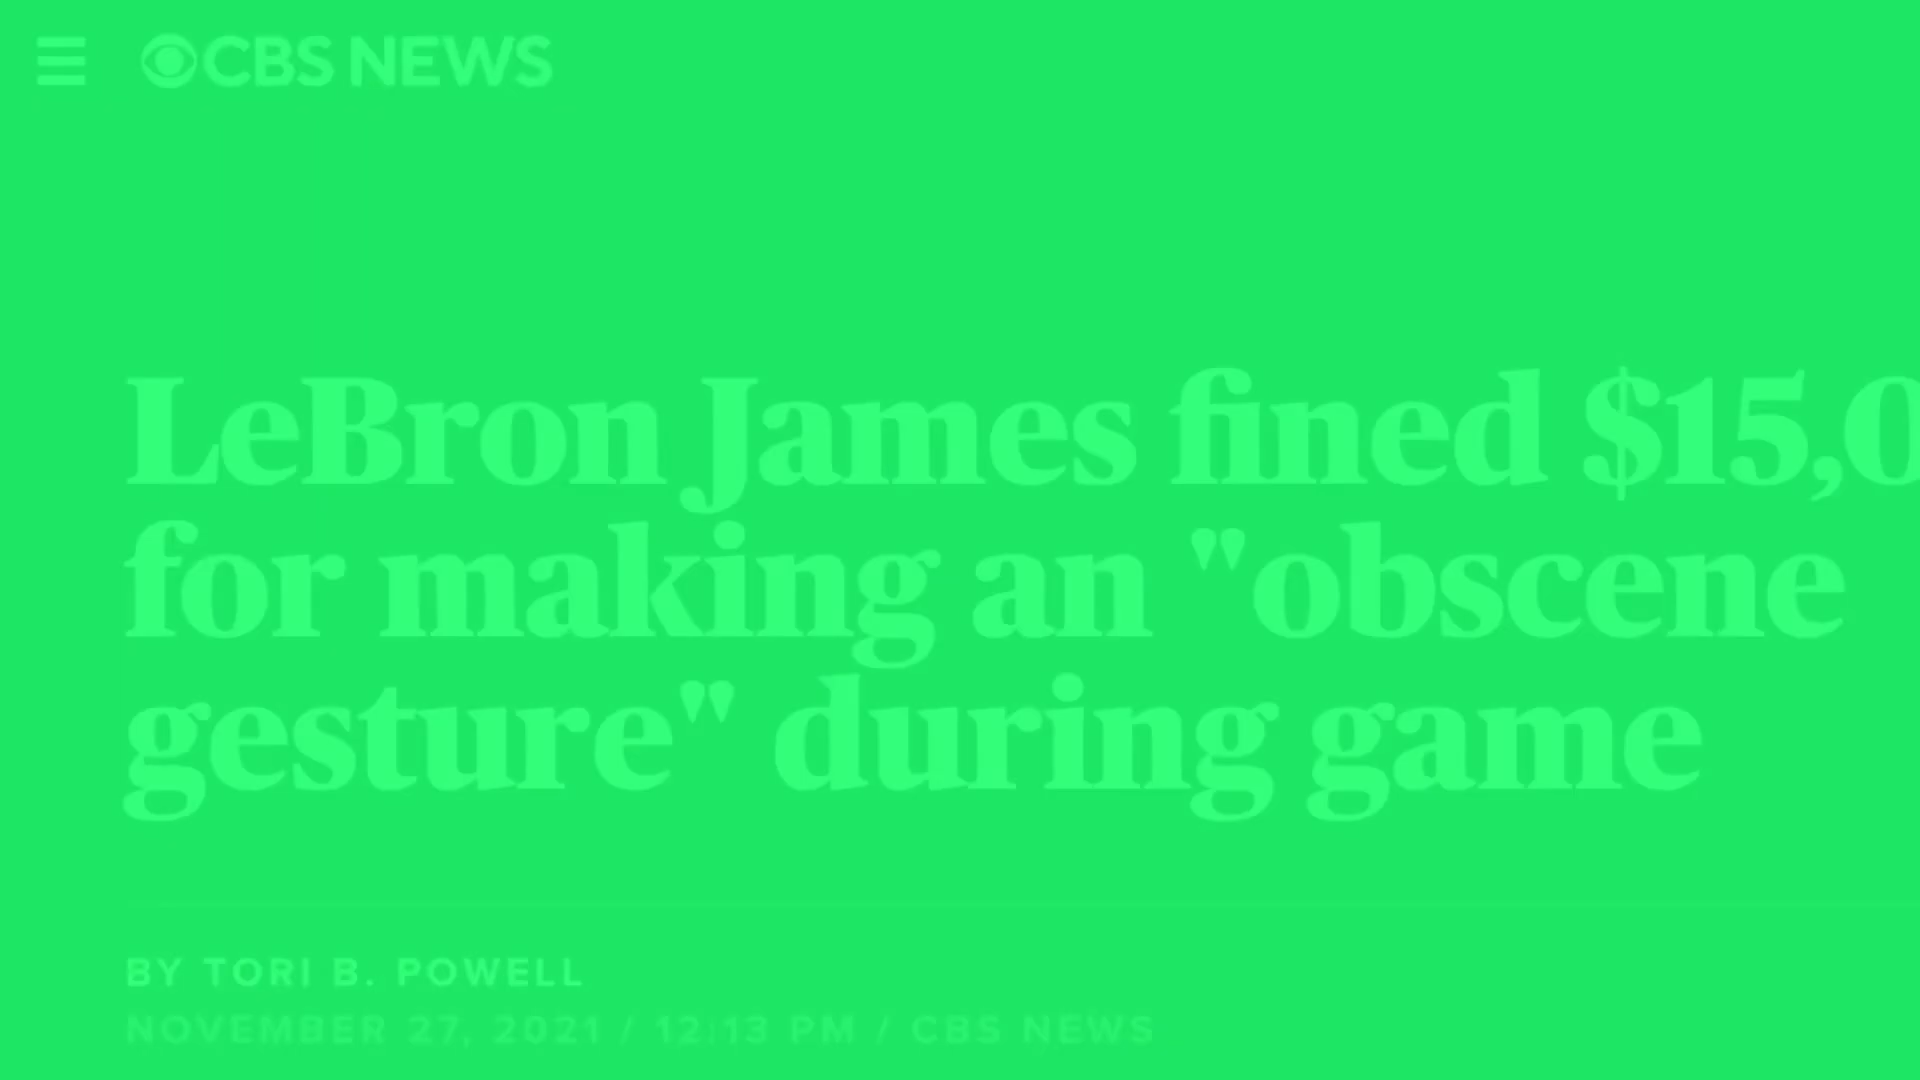 CBS NEWS
LeBron James fined $15,0
for making an "obscene
gesture" during game
BY TORI B. POWELL
NOVEMBER 27, 2021 / 12:13 PM / CBS NEWS